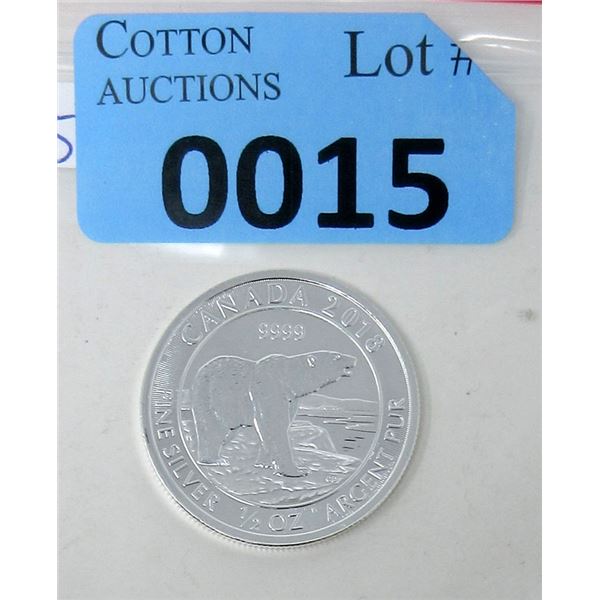 COTTON Lot #
AUCTIONS
0015
CANADA 2018
9999
FINE SILVER 1/2 OZ ARGENT PUR